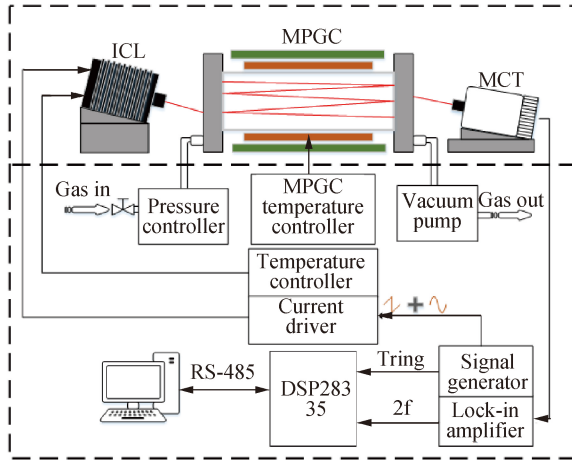 MPGC
ICL
MCT
Gas in
Pressure
controller
MPGC
temperature
controller
Vacuum
pump
Gas out
Temperature
controller
Current
driver
+
Tring
Signal
generator
RS-485
DSP283
35
2f
Lock-in
amplifier